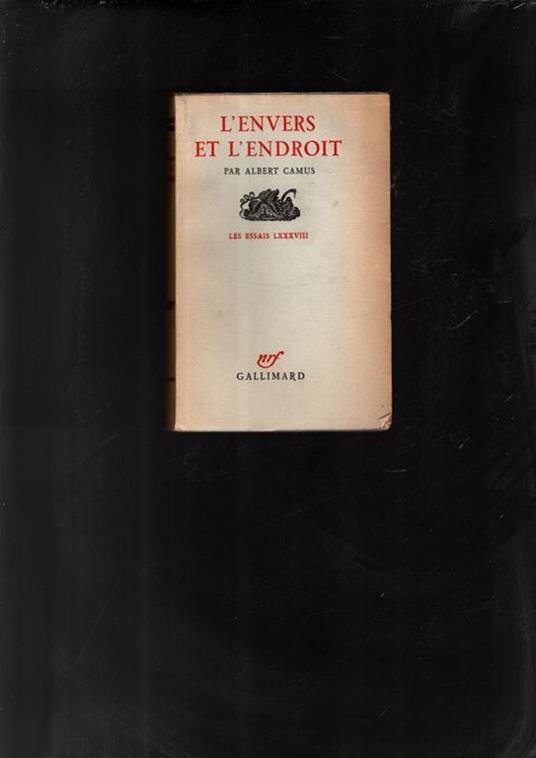 L'ENVERS
ET L'ENDROIT
PAR ALBERT CAMUS
LES ESSAIS LXXXVIII
nrf
GALLIMARD